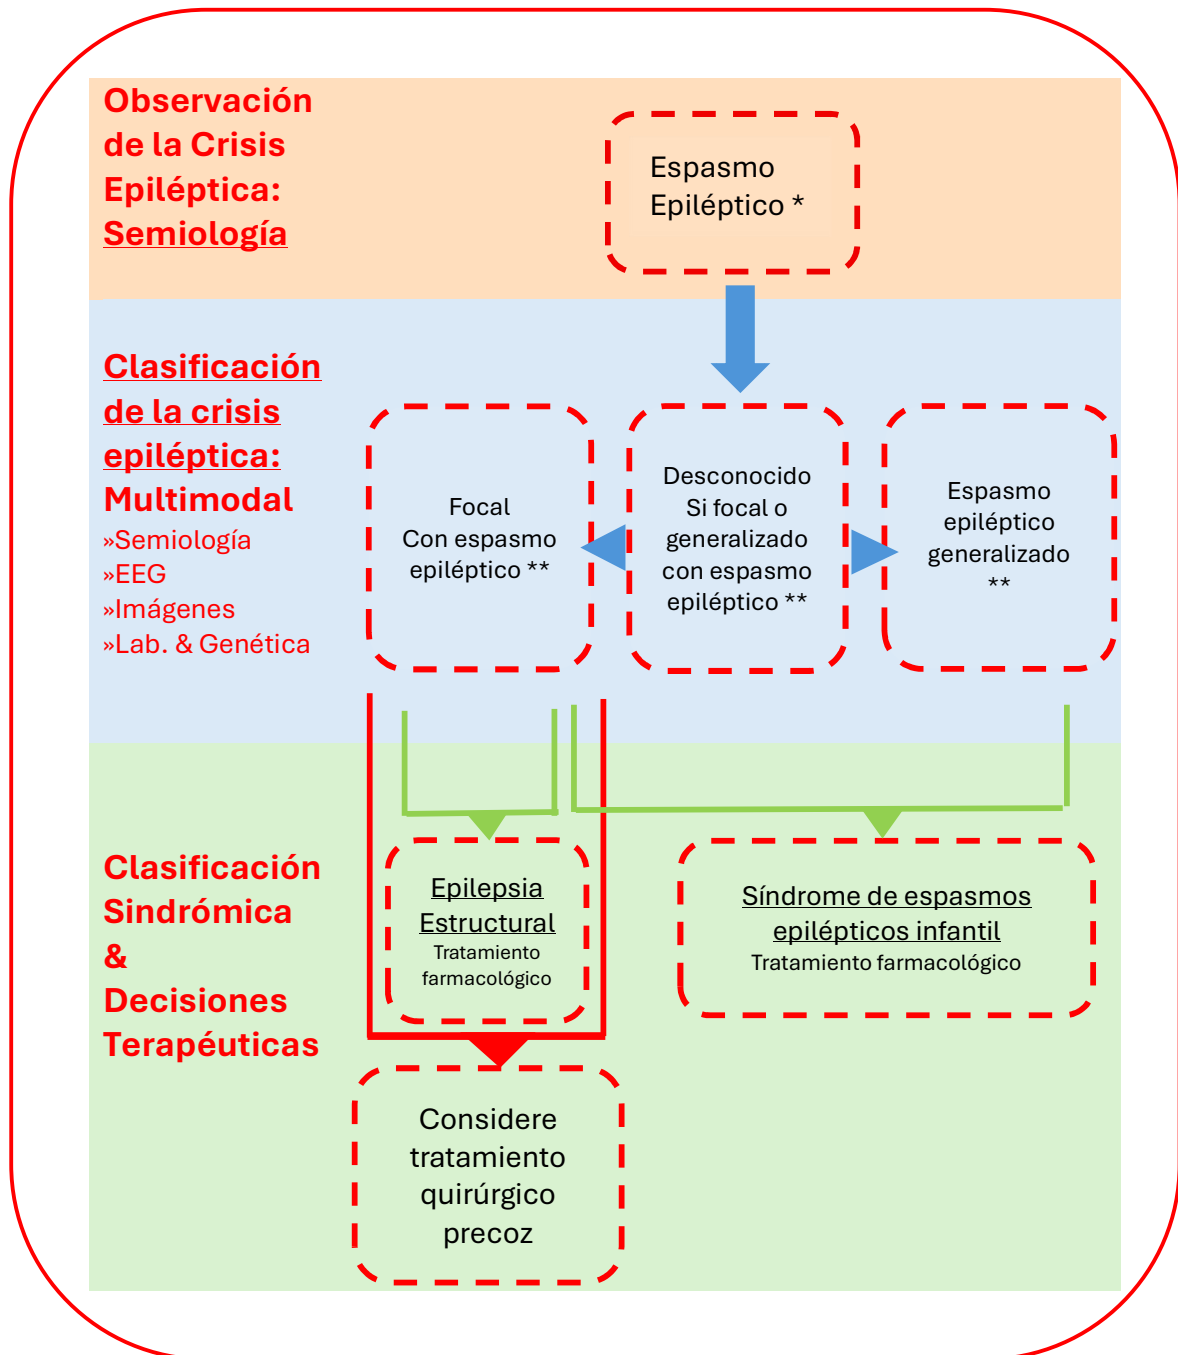 Observación
de la Crisis
Epiléptica:
Semiología
Espasmo
Epiléptico *
Clasificación
de la crisis
epiléptica:
Multimodal
»Semiología
»EEG
»Imágenes
»Lab. & Genética
Focal
Con espasmo
epiléptico **
Desconocido
Si focal o
generalizado
con espasmo
epiléptico **
Espasmo
epiléptico
generalizado
**
Clasificación
Sindrómica
&
Decisiones
Terapéuticas
Epilepsia
Estructural
Tratamiento
farmacológico
Síndrome de espasmos
epilépticos infantil
Tratamiento farmacológico
Considere
tratamiento
quirúrgico
precoz